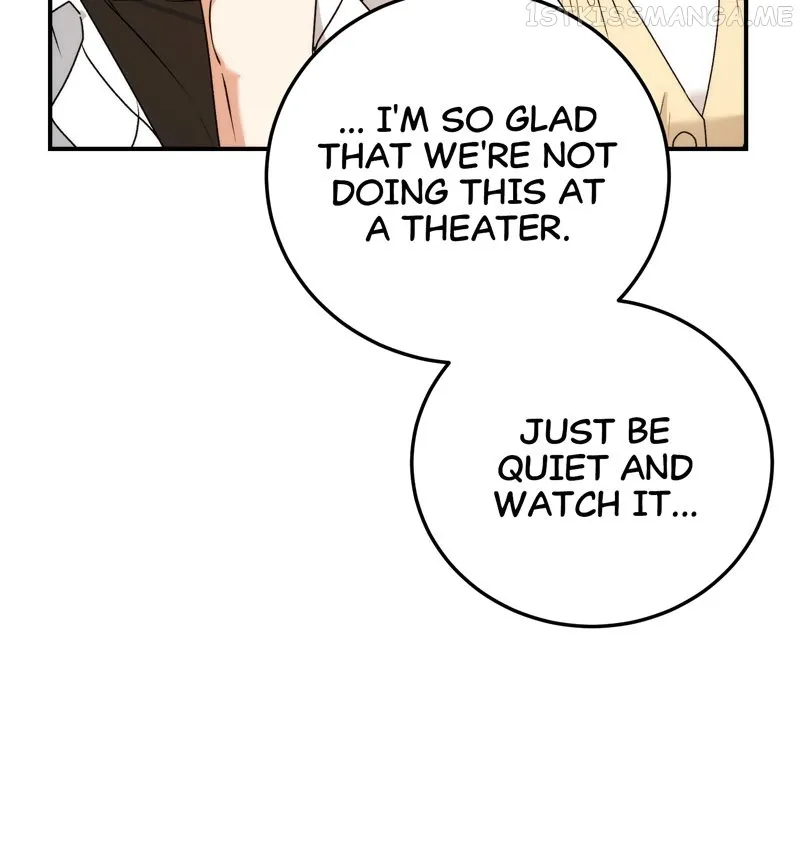 1STKISSMANGA.ME
... I'M SO GLAD
THAT WE'RE NOT
DOING THIS AT
A THEATER.
JUST BE
QUIET AND
WATCH IT...